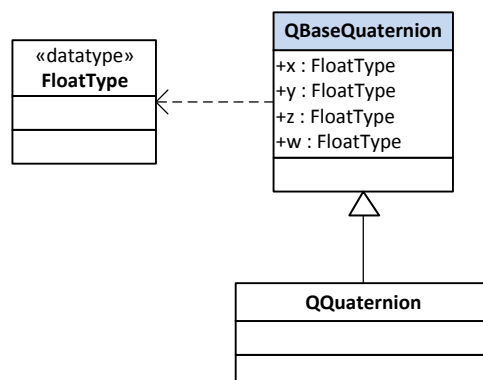 «datatype»
FloatType
QBaseQuaternion
+x : FloatType
+y : FloatType
+z : FloatType
+w : FloatType
QQuaternion